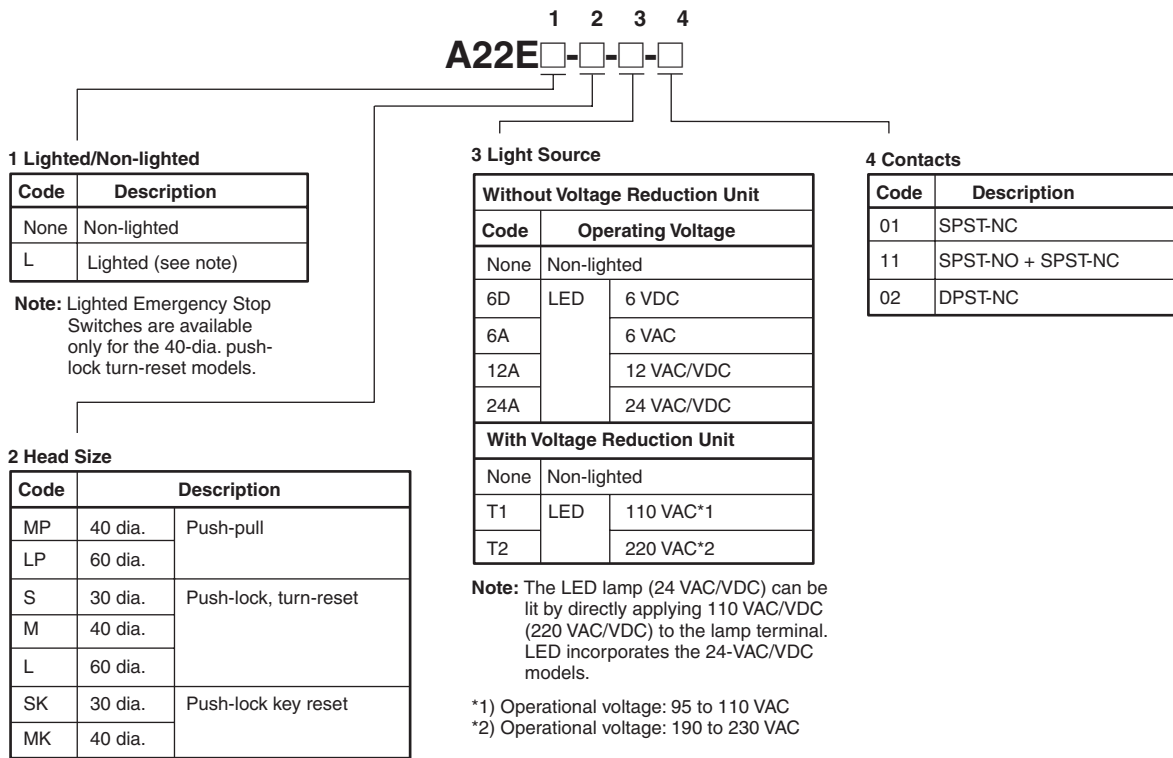 1 2 3 4
A22E□-□-□-□
1 Lighted/Non-lighted
Code Description
None Non-lighted
L Lighted (see note)
Note: Lighted Emergency Stop
Switches are available
only for the 40-dia. push-
lock turn-reset models.
2 Head Size
Code Description
MP 40 dia. Push-pull
LP 60 dia.
S 30 dia. Push-lock, turn-reset
M 40 dia.
L 60 dia.
SK 30 dia. Push-lock key reset
MK 40 dia.
3 Light Source
Without Voltage Reduction Unit
Code Operating Voltage
None Non-lighted
6D LED 6 VDC
6A 6 VAC
12A 12 VAC/VDC
24A 24 VAC/VDC
With Voltage Reduction Unit
None Non-lighted
T1 LED 110 VAC*1
T2 220 VAC*2
Note: The LED lamp (24 VAC/VDC) can be
lit by directly applying 110 VAC/VDC
(220 VAC/VDC) to the lamp terminal.
LED incorporates the 24-VAC/VDC
models.
*1) Operational voltage: 95 to 110 VAC
*2) Operational voltage: 190 to 230 VAC
4 Contacts
Code Description
01 SPST-NC
11 SPST-NO + SPST-NC
02 DPST-NC